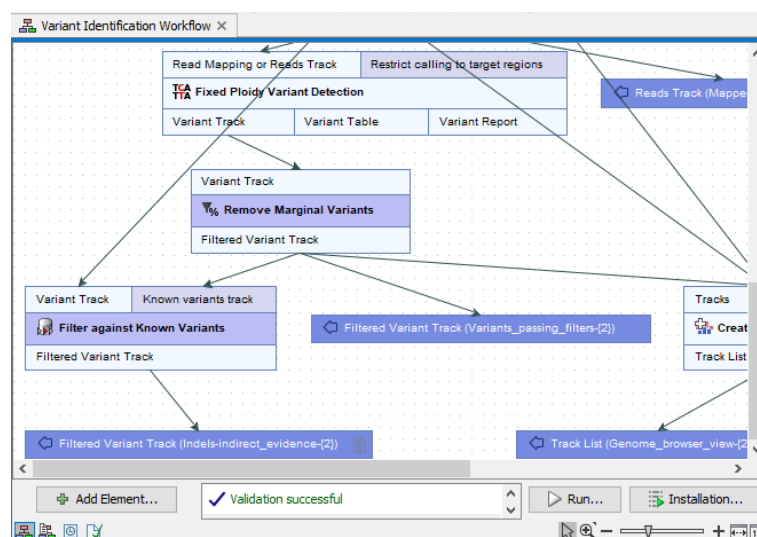 Variant Identification Workflow
Read Mapping or Reads Track Restrict calling to target regions
Fixed Ploidy Variant Detection
Reads Track (Mappe
Variant Track Variant Table Variant Report
Variant Track
Remove Marginal Variants
Filtered Variant Track
Variant Track Known variants track
Tracks
Filter against Known Variants
Filtered Variant Track (Variants_passing_filters-{2})
Creat
Filtered Variant Track
Track List
Filtered Variant Track (Indels-indirect_evidence-{2})
Track List (Genome_browser_view-{2
Add Element...
Validation successful
Run...
Installation...